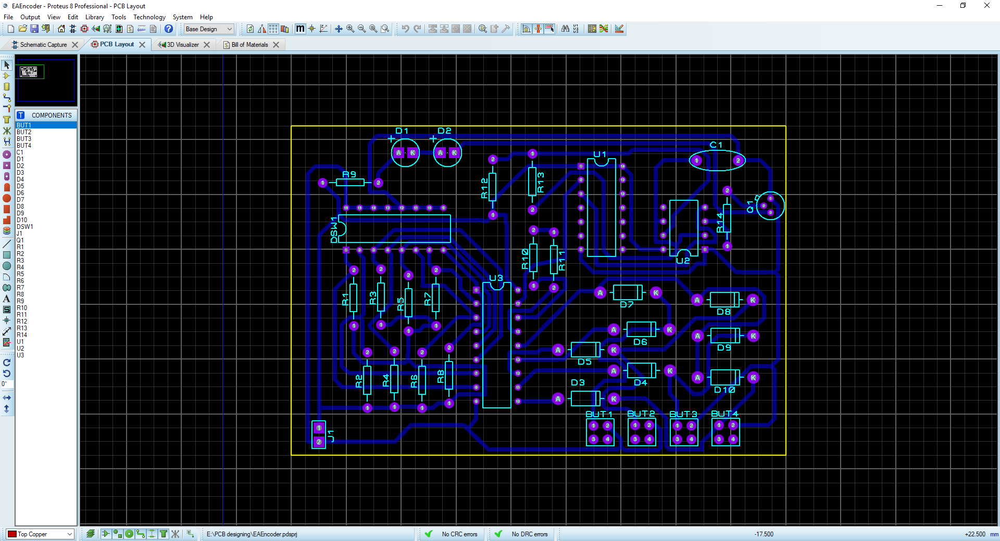 EAEncoder - Proteus 8 Professional - PCB Layout
File Output View Edit Library Tools Technology System Help
Base Design
Schematic Capture PCB Layout 3D Visualizer Bill of Materials
T COMPONENTS
BUT1
BUT2
BUT3
BUT4
C1
D1
D2
D3
D4
D5
D6
D7
D8
D9
D10
DSW1
J1
Q1
R1
R2
R3
R4
R5
R6
R7
R8
R9
R10
R11
R12
R13
R14
U1
U2
U3
0°
D1 D2
A K A K
C1
1 2
U1
R9
1 2
R12
R13
Q1
R14
DSW1
R10
R11
U2
U3
R1
R3
R5
R7
D7
A K
D8
A K
D6
A K
D9
A K
D5
A K
D4
A K
D10
A K
D3
A K
R2
R4
R6
R8
BUT1 BUT2 BUT3 BUT4
1 2 1 2 1 2 1 2
3 4 3 4 3 4 3 4
J1
1
2
Top Copper
E:\PCB designing\EAEncoder.pdsprj
No CRC errors
No DRC errors
-17.500
+22.500 mm